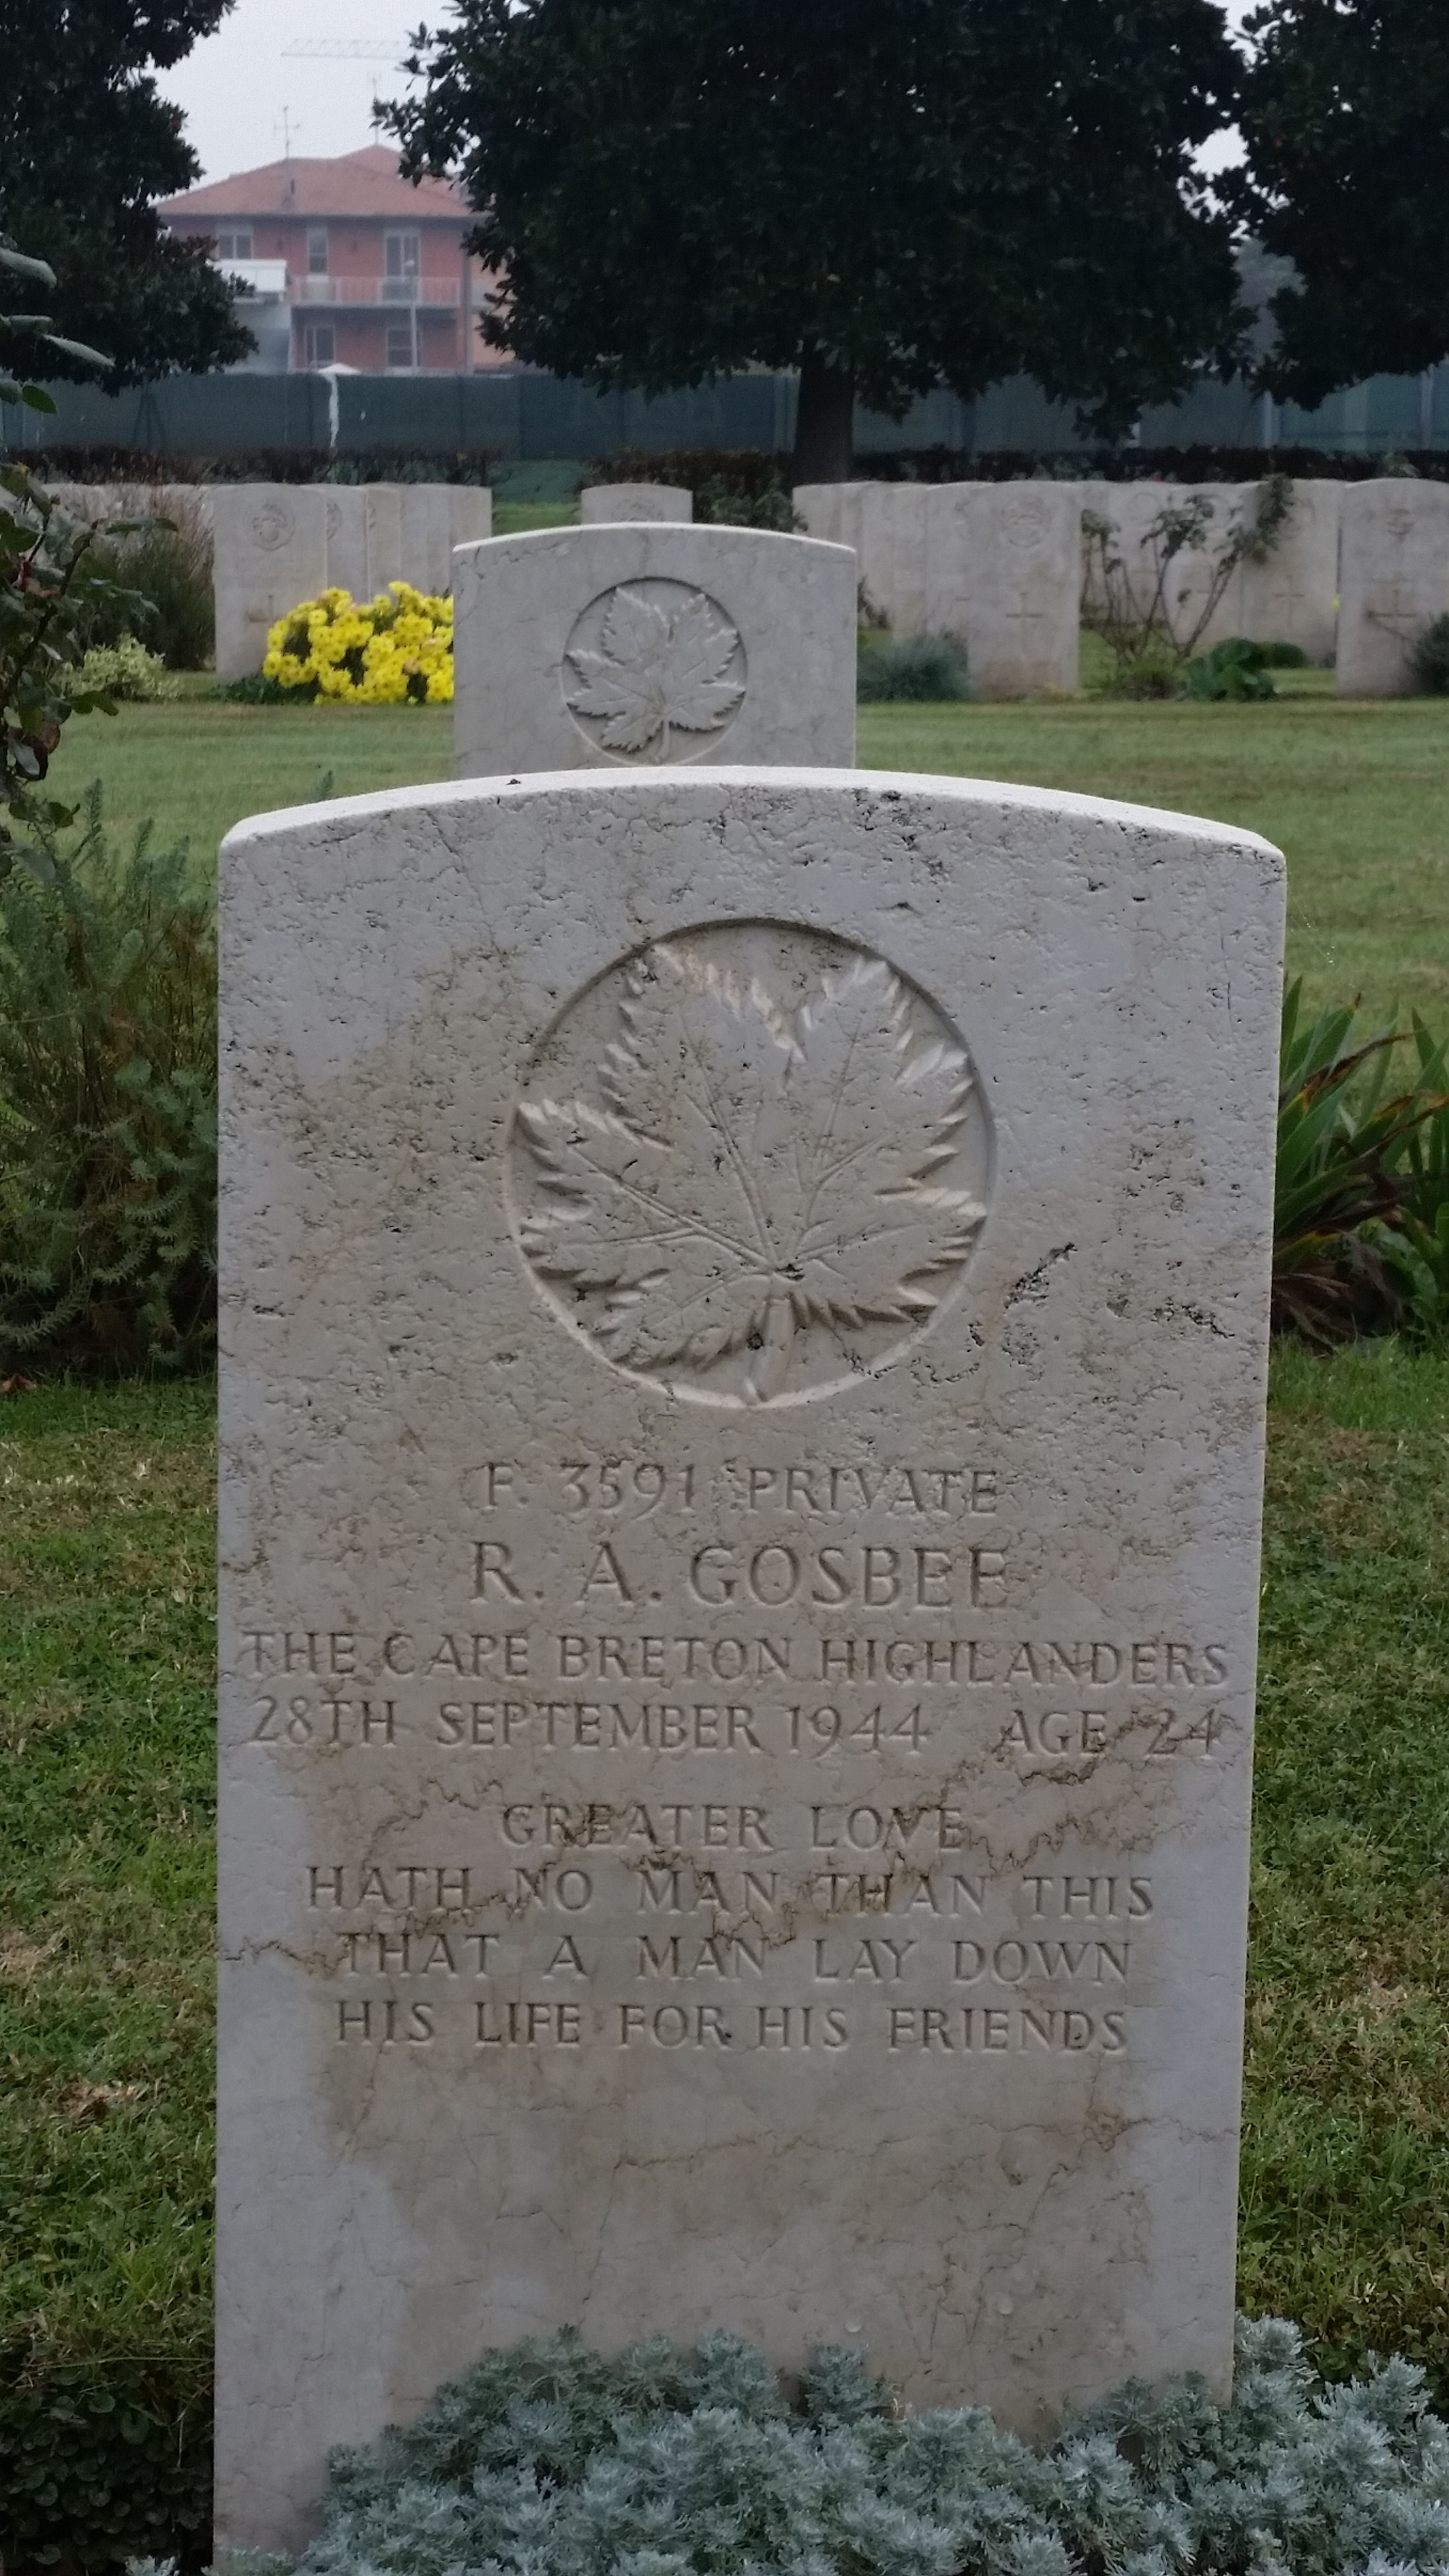 F. 3591 PRIVATE
R. A. GOSBEE
THE CAPE BRETON HIGHLANDERS
28TH SEPTEMBER 1944 AGE 24
GREATER LOVE
HATH NO MAN THAN THIS
THAT A MAN LAY DOWN
HIS LIFE FOR HIS FRIENDS